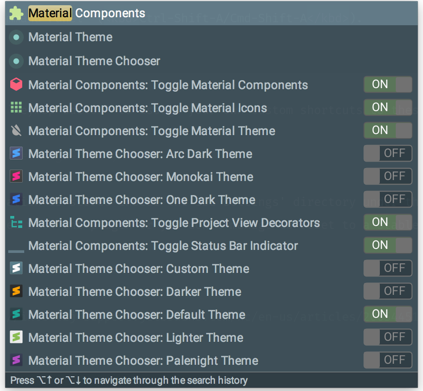 Material Components
Material Theme
Material Theme Chooser
Material Components: Toggle Material Components ON
Material Components: Toggle Material Icons ON
Material Components: Toggle Material Theme ON
Material Theme Chooser: Arc Dark Theme OFF
Material Theme Chooser: Monokai Theme OFF
Material Theme Chooser: One Dark Theme OFF
Material Components: Toggle Project View Decorators ON
Material Components: Toggle Status Bar Indicator ON
Material Theme Chooser: Custom Theme OFF
Material Theme Chooser: Darker Theme OFF
Material Theme Chooser: Default Theme ON
Material Theme Chooser: Lighter Theme OFF
Material Theme Chooser: Palenight Theme OFF
Press ⌥↑ or ⌥↓ to navigate through the search history